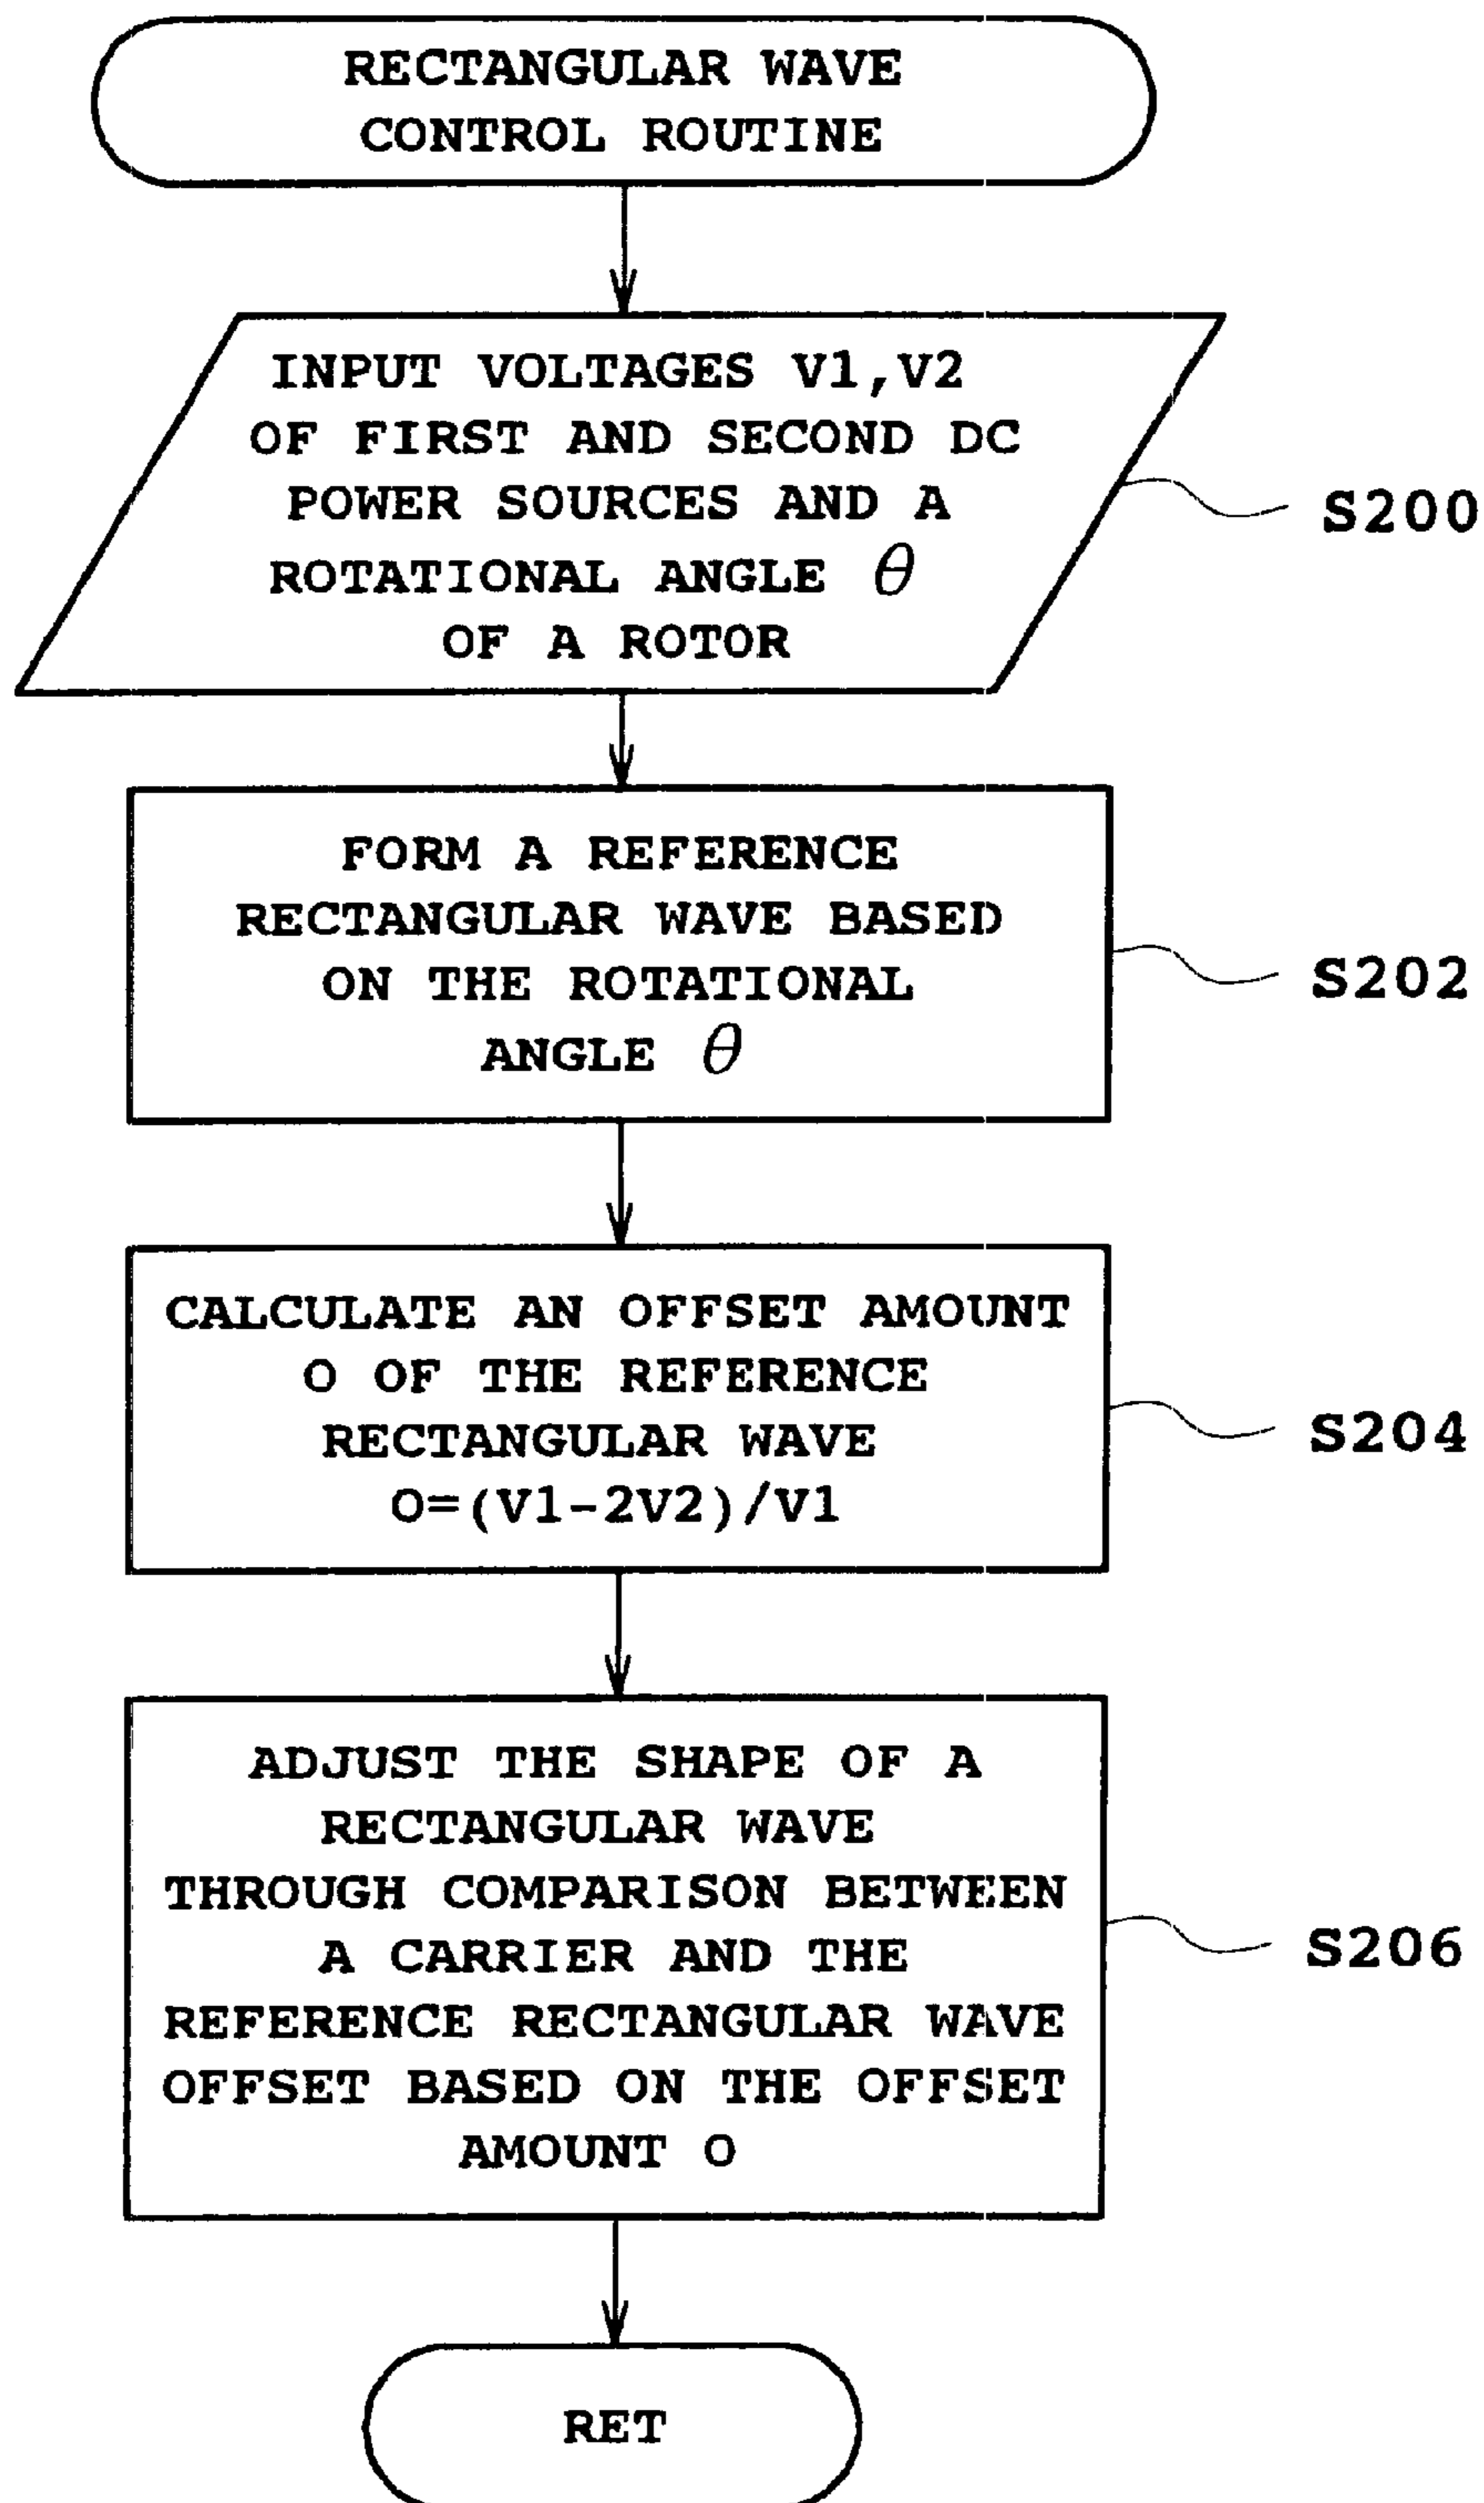 RECTANGULAR WAVE
CONTROL ROUTINE
INPUT VOLTAGES V1,V2
OF FIRST AND SECOND DC
POWER SOURCES AND A
ROTATIONAL ANGLE θ
OF A ROTOR
S200
FORM A REFERENCE
RECTANGULAR WAVE BASED
ON THE ROTATIONAL
ANGLE θ
S202
CALCULATE AN OFFSET AMOUNT
O OF THE REFERENCE
RECTANGULAR WAVE
O=(V1-2V2)/V1
S204
ADJUST THE SHAPE OF A
RECTANGULAR WAVE
THROUGH COMPARISON BETWEEN
A CARRIER AND THE
REFERENCE RECTANGULAR WAVE
OFFSET BASED ON THE OFFSET
AMOUNT O
S206
RET